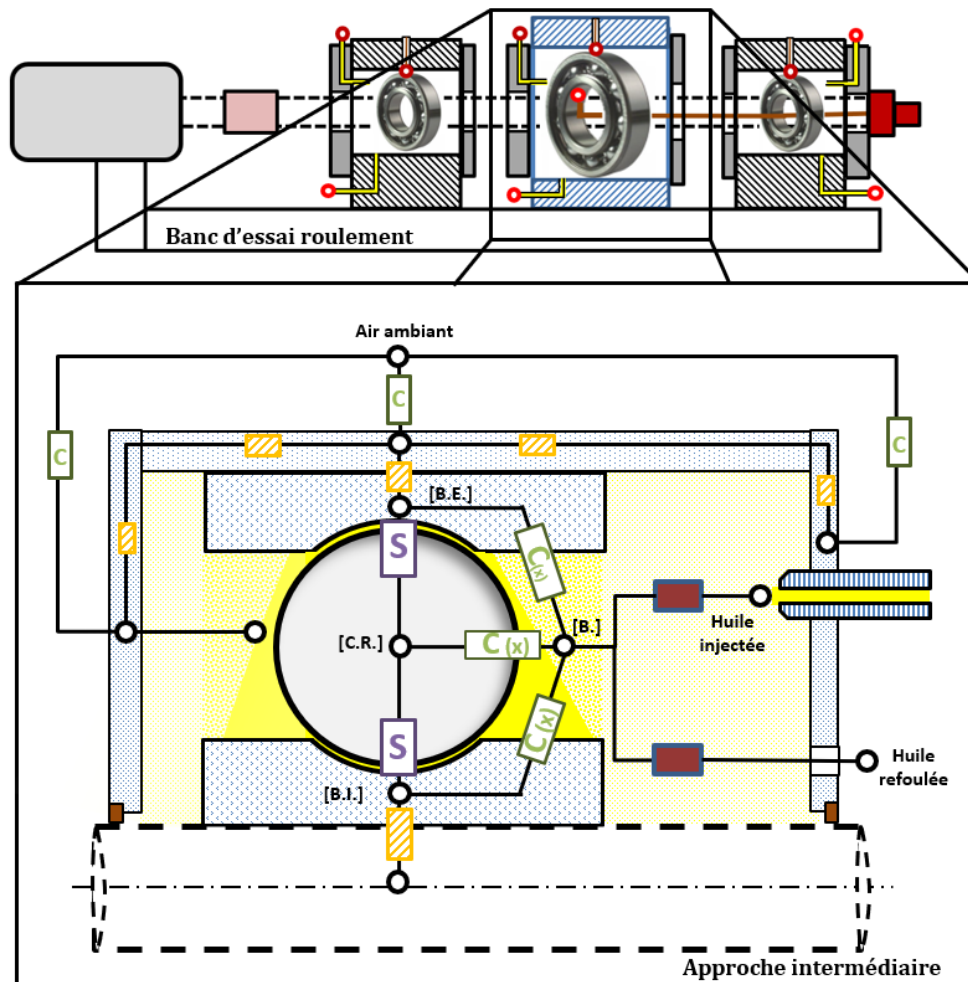 Banc d'essai roulement
Air ambiant
C
C
C
[B.E.]
S
C(x)
[B.]
[C.R.]
C (x)
Huile
injectée
C(x)
S
[B.I.]
Huile
refoulée
Approche intermédiaire